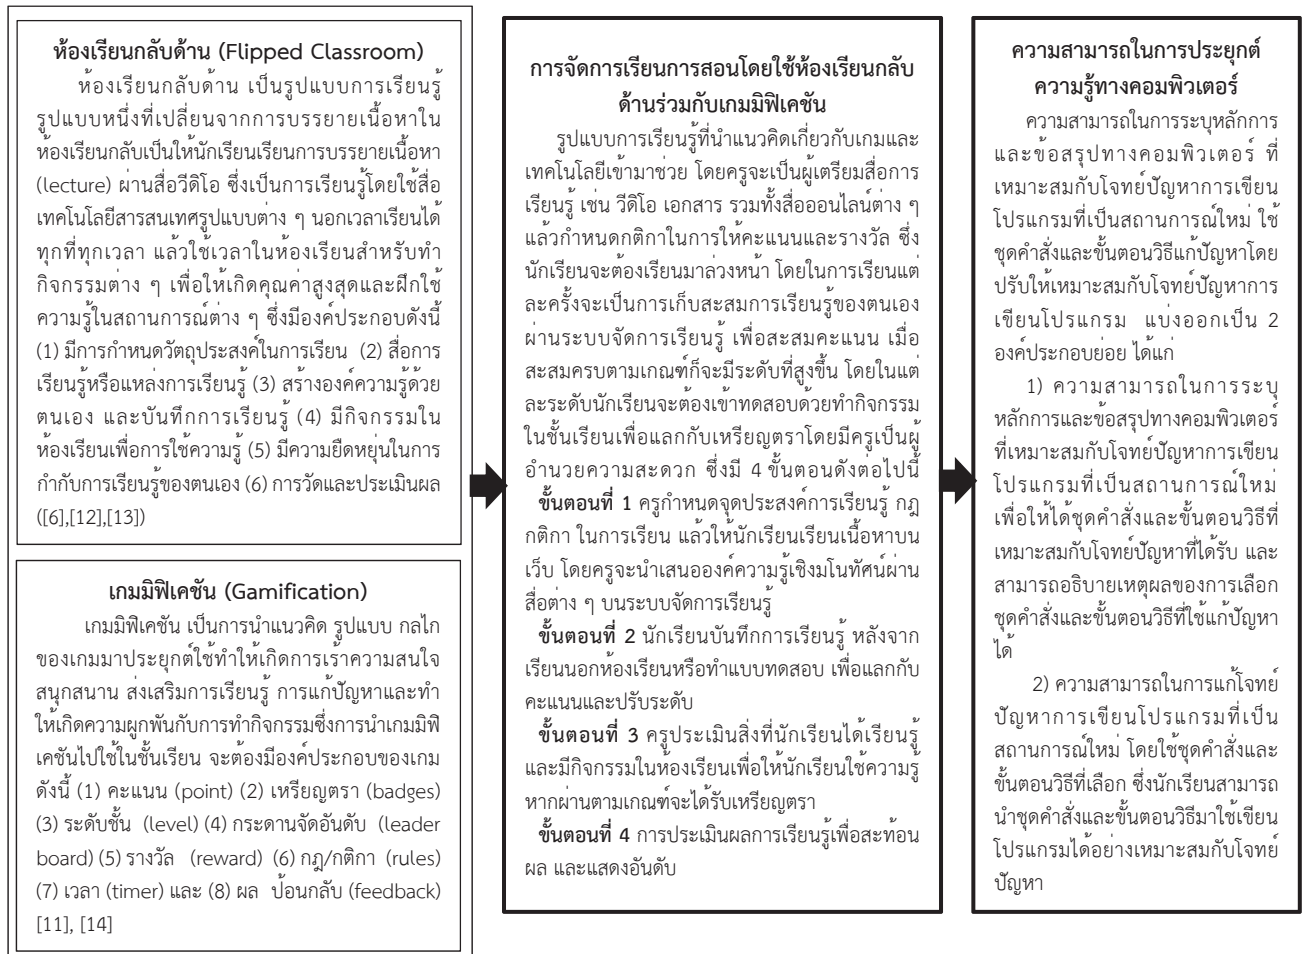 ห้องเรียนกลับด้าน (Flipped Classroom)
ห้องเรียนกลับด้าน เป็นรูปแบบการเรียนรู้
รูปแบบหนึ่งที่เปลี่ยนจากการบรรยายเนื้อหาใน
ห้องเรียนกลับเป็นให้นักเรียนเรียนการบรรยายเนื้อหา
(lecture) ผ่านสื่อวีดิโอ ซึ่งเป็นการเรียนรู้โดยใช้สื่อ
เทคโนโลยีสารสนเทศรูปแบบต่าง ๆ นอกเวลาเรียนได้
ทุกที่ทุกเวลา แล้วใช้เวลาในห้องเรียนสำหรับทำ
กิจกรรมต่าง ๆ เพื่อให้เกิดคุณค่าสูงสุดและฝึกใช้
ความรู้ในสถานการณ์ต่าง ๆ ซึ่งมีองค์ประกอบดังนี้
(1) มีการกำหนดวัตถุประสงค์ในการเรียน (2) สื่อการ
เรียนรู้หรือแหล่งการเรียนรู้ (3) สร้างองค์ความรู้ด้วย
ตนเอง และบันทึกการเรียนรู้ (4) มีกิจกรรมใน
ห้องเรียนเพื่อการใช้ความรู้ (5) มีความยืดหยุ่นในการ
กำกับการเรียนรู้ของตนเอง (6) การวัดและประเมินผล
([6],[12],[13])
เกมมิฟิเคชัน (Gamification)
เกมมิฟิเคชัน เป็นการนำแนวคิด รูปแบบ กลไก
ของเกมมาประยุกต์ใช้ทำให้เกิดการเร้าความสนใจ
สนุกสนาน ส่งเสริมการเรียนรู้ การแก้ปัญหาและทำ
ให้เกิดความผูกพันกับการทำกิจกรรมซึ่งการนำเกมมิฟิ
เคชันไปใช้ในชั้นเรียน จะต้องมีองค์ประกอบของเกม
ดังนี้ (1) คะแนน (point) (2) เหรียญตรา (badges)
(3) ระดับชั้น (level) (4) กระดานจัดอันดับ (leader
board) (5) รางวัล (reward) (6) กฎ/กติกา (rules)
(7) เวลา (timer) และ (8) ผล ป้อนกลับ (feedback)
[11], [14]
การจัดการเรียนการสอนโดยใช้ห้องเรียนกลับ
ด้านร่วมกับเกมมิฟิเคชัน
รูปแบบการเรียนรู้ที่นำแนวคิดเกี่ยวกับเกมและ
เทคโนโลยีเข้ามาช่วย โดยครูจะเป็นผู้เตรียมสื่อการ
เรียนรู้ เช่น วีดิโอ เอกสาร รวมทั้งสื่อออนไลน์ต่าง ๆ
แล้วกำหนดกติกาในการให้คะแนนและรางวัล ซึ่ง
นักเรียนจะต้องเรียนมาล่วงหน้า โดยในการเรียนแต่
ละครั้งจะเป็นการเก็บสะสมการเรียนรู้ของตนเอง
ผ่านระบบจัดการเรียนรู้ เพื่อสะสมคะแนน เมื่อ
สะสมครบตามเกณฑ์ก็จะมีระดับที่สูงขึ้น โดยในแต่
ละระดับนักเรียนจะต้องเข้าทดสอบด้วยทำกิจกรรม
ในชั้นเรียนเพื่อแลกกับเหรียญตราโดยมีครูเป็นผู้
อำนวยความสะดวก ซึ่งมี 4 ขั้นตอนดังต่อไปนี้
ขั้นตอนที่ 1 ครูกำหนดจุดประสงค์การเรียนรู้ กฎ
กติกา ในการเรียน แล้วให้นักเรียนเรียนเนื้อหาบน
เว็บ โดยครูจะนำเสนอองค์ความรู้เชิงมโนทัศน์ผ่าน
สื่อต่าง ๆ บนระบบจัดการเรียนรู้
ขั้นตอนที่ 2 นักเรียนบันทึกการเรียนรู้ หลังจาก
เรียนนอกห้องเรียนหรือทำแบบทดสอบ เพื่อแลกกับ
คะแนนและปรับระดับ
ขั้นตอนที่ 3 ครูประเมินสิ่งที่นักเรียนได้เรียนรู้
และมีกิจกรรมในห้องเรียนเพื่อให้นักเรียนใช้ความรู้
หากผ่านตามเกณฑ์จะได้รับเหรียญตรา
ขั้นตอนที่ 4 การประเมินผลการเรียนรู้เพื่อสะท้อน
ผล และแสดงอันดับ
ความสามารถในการประยุกต์
ความรู้ทางคอมพิวเตอร์
ความสามารถในการระบุหลักการ
และข้อสรุปทางคอมพิวเตอร์ ที่
เหมาะสมกับโจทย์ปัญหาการเขียน
โปรแกรมที่เป็นสถานการณ์ใหม่ ใช้
ชุดคำสั่งและขั้นตอนวิธีแก้ปัญหาโดย
ปรับให้เหมาะสมกับโจทย์ปัญหาการ
เขียนโปรแกรม แบ่งออกเป็น 2
องค์ประกอบย่อย ได้แก่
1) ความสามารถในการระบุ
หลักการและข้อสรุปทางคอมพิวเตอร์
ที่เหมาะสมกับโจทย์ปัญหาการเขียน
โปรแกรมที่เป็นสถานการณ์ใหม่
เพื่อให้ได้ชุดคำสั่งและขั้นตอนวิธีที่
เหมาะสมกับโจทย์ปัญหาที่ได้รับ และ
สามารถอธิบายเหตุผลของการเลือก
ชุดคำสั่งและขั้นตอนวิธีที่ใช้แก้ปัญหา
ได้
2) ความสามารถในการแก้โจทย์
ปัญหาการเขียนโปรแกรมที่เป็น
สถานการณ์ใหม่ โดยใช้ชุดคำสั่งและ
ขั้นตอนวิธีที่เลือก ซึ่งนักเรียนสามารถ
นำชุดคำสั่งและขั้นตอนวิธีมาใช้เขียน
โปรแกรมได้อย่างเหมาะสมกับโจทย์
ปัญหา